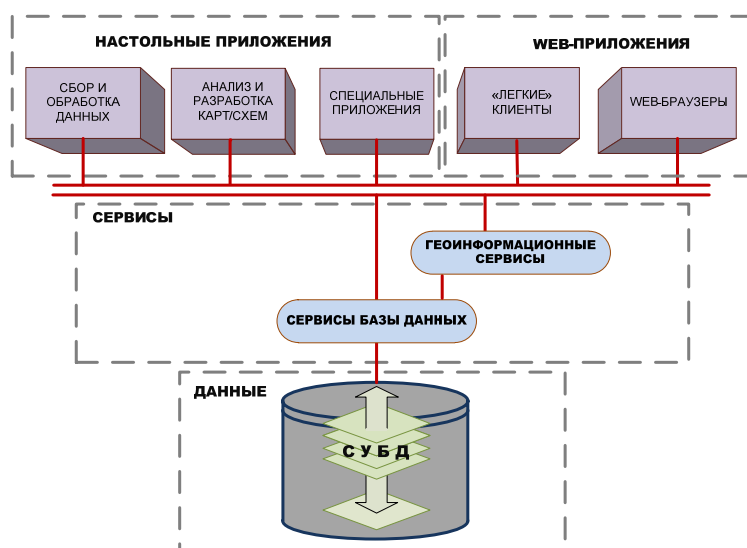 НАСТОЛЬНЫЕ ПРИЛОЖЕНИЯ
WEB-ПРИЛОЖЕНИЯ
СБОР И
ОБРАБОТКА
ДАННЫХ
АНАЛИЗ И
РАЗРАБОТКА
КАРТ/СХЕМ
СПЕЦИАЛЬНЫЕ
ПРИЛОЖЕНИЯ
«ЛЕГКИЕ»
КЛИЕНТЫ
WEB-БРАУЗЕРЫ
СЕРВИСЫ
ГЕОИНФОРМАЦИОННЫЕ
СЕРВИСЫ
СЕРВИСЫ БАЗЫ ДАННЫХ
ДАННЫЕ
С У Б Д